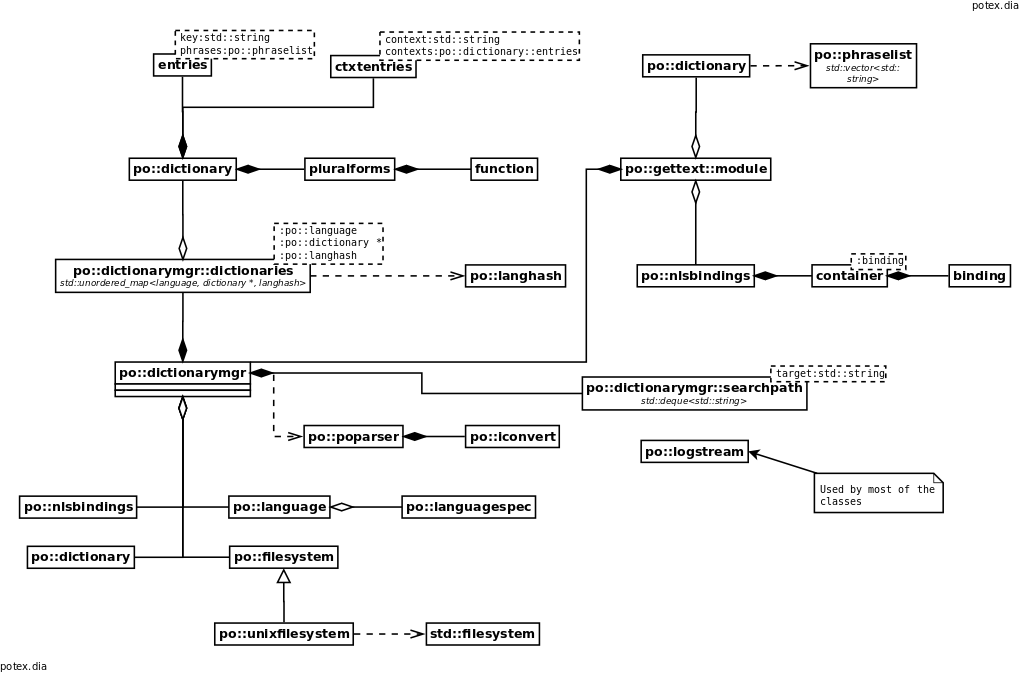 potex.dia
key:std::string
phrases:po::phraselist
entries
context:std::string
contexts:po::dictionary::entries
ctxtentries
po::dictionary
po::phraselist
std::vector<std::
string>
po::dictionary
pluralforms
function
po::gettext::module
:po::language
:po::dictionary *
:po::langhash
po::dictionarymgr::dictionaries
std::unordered_map<language, dictionary *, langhash>
po::langhash
po::nlsbindings
:binding
container
binding
po::dictionarymgr
target:std::string
po::dictionarymgr::searchpath
std::deque<std::string>
po::poparser
po::iconvert
po::logstream
Used by most of the
classes
po::nlsbindings
po::language
po::languagespec
po::dictionary
po::filesystem
po::unixfilesystem
std::filesystem
potex.dia